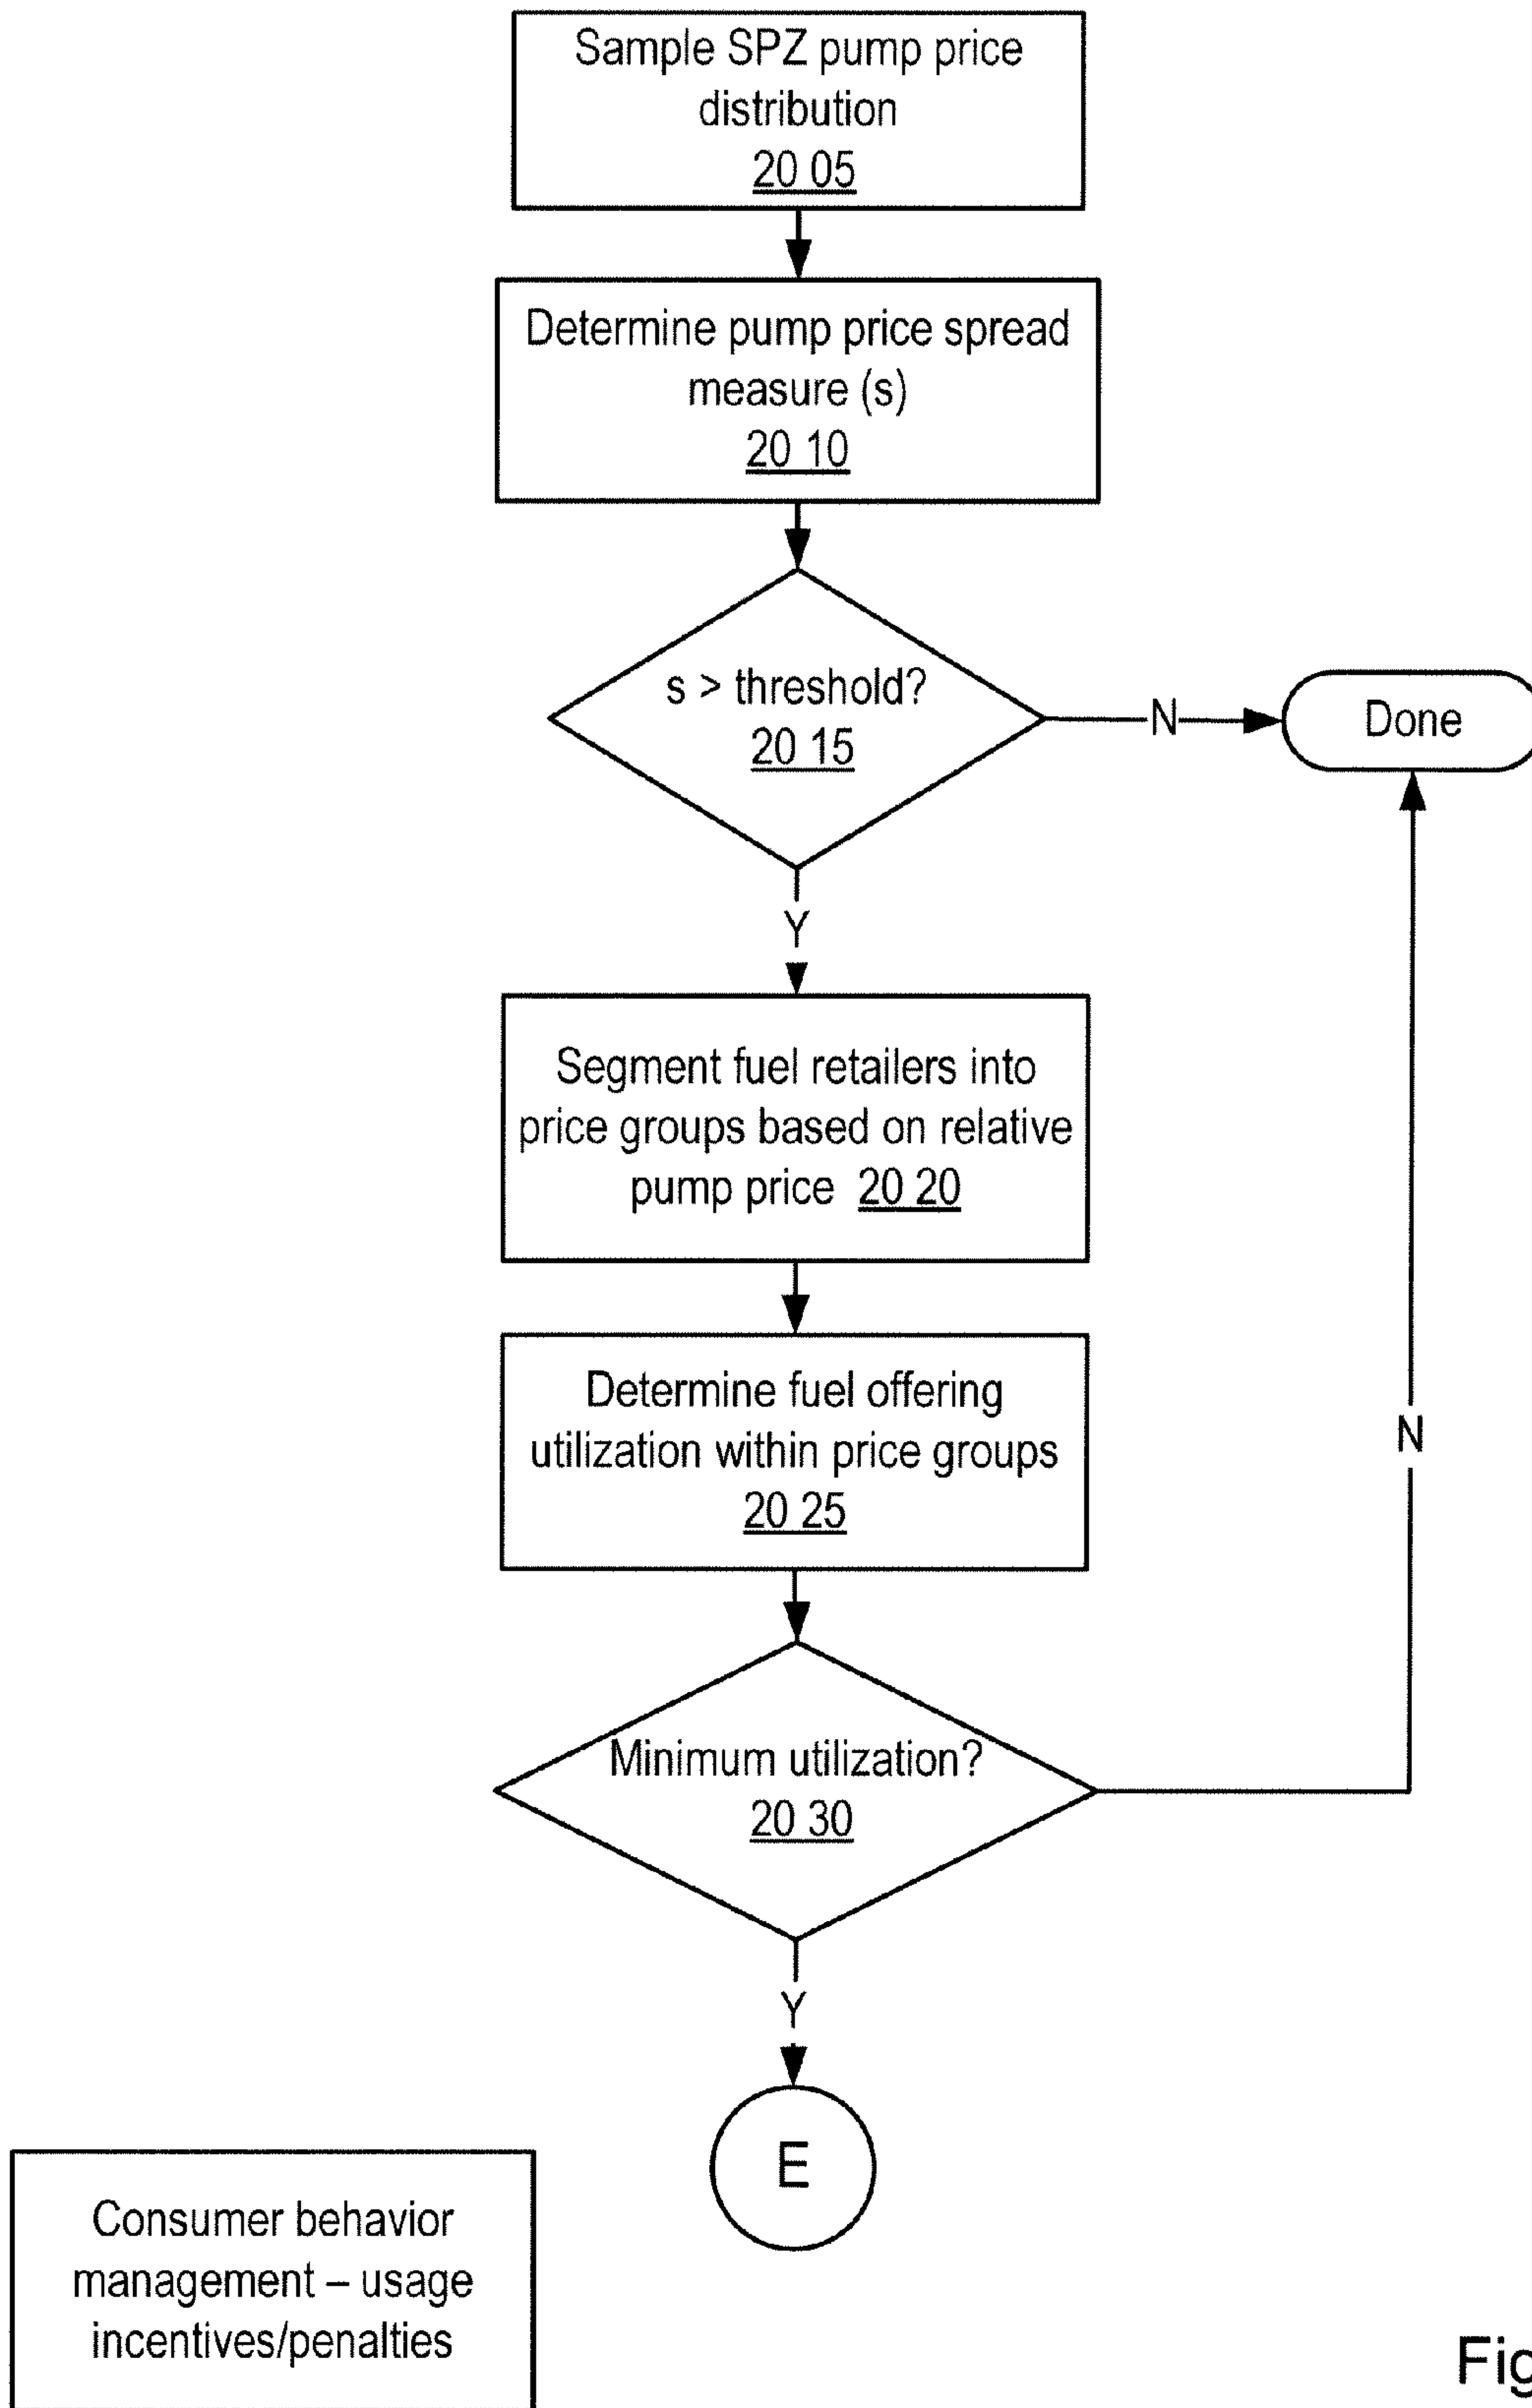 Sample SPZ pump price
distribution
20 05
Determine pump price spread
measure (s)
20 10
s > threshold?
20 15
N
Done
Y
Segment fuel retailers into
price groups based on relative
pump price 20 20
Determine fuel offering
utilization within price groups
20 25
N
Minimum utilization?
20 30
Y
E
Consumer behavior
management – usage
incentives/penalties
Fig